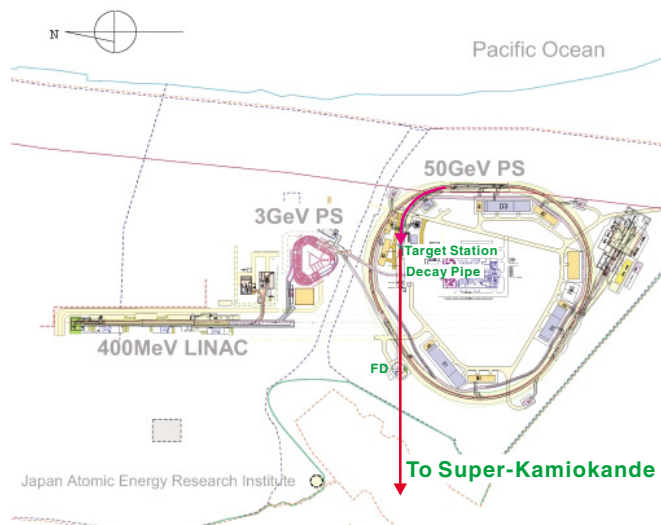 N
Pacific Ocean
50GeV PS
3GeV PS
D3
Target Station
Decay Pipe
400MeV LINAC
FD
To Super-Kamiokande
Japan Atomic Energy Research Institute